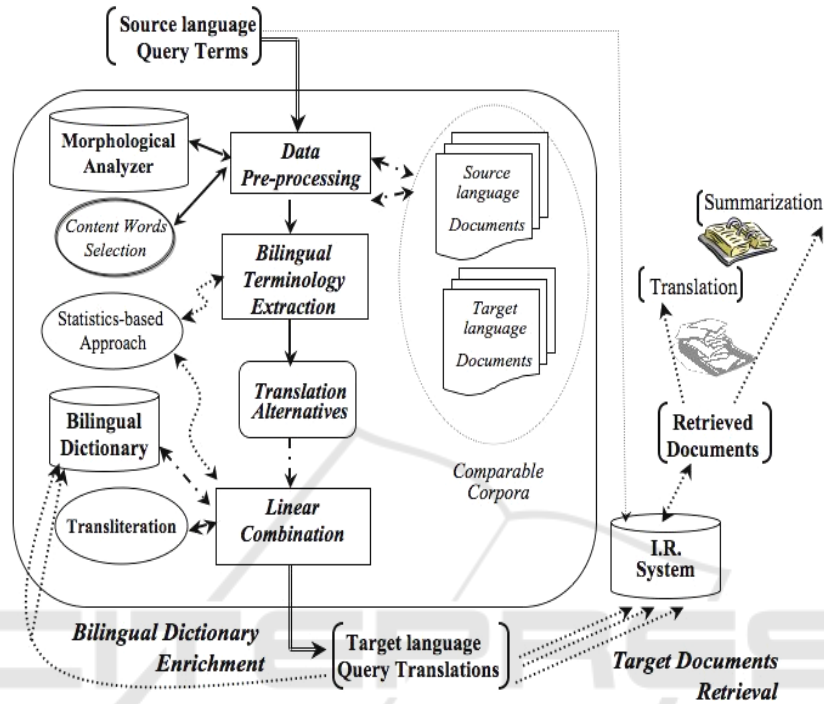 Source language
Query Terms
Morphological
Analyzer
Data
Pre-processing
Content Words
Selection
Source
language
Documents
Bilingual
Terminology
Extraction
Statistics-based
Approach
Target
language
Documents
Translation
Alternatives
Bilingual
Dictionary
Comparable
Corpora
Transliteration
Linear
Combination
Summarization
Translation
Retrieved
Documents
I.R.
System
Bilingual Dictionary
Enrichment
Target language
Query Translations
Target Documents
Retrieval